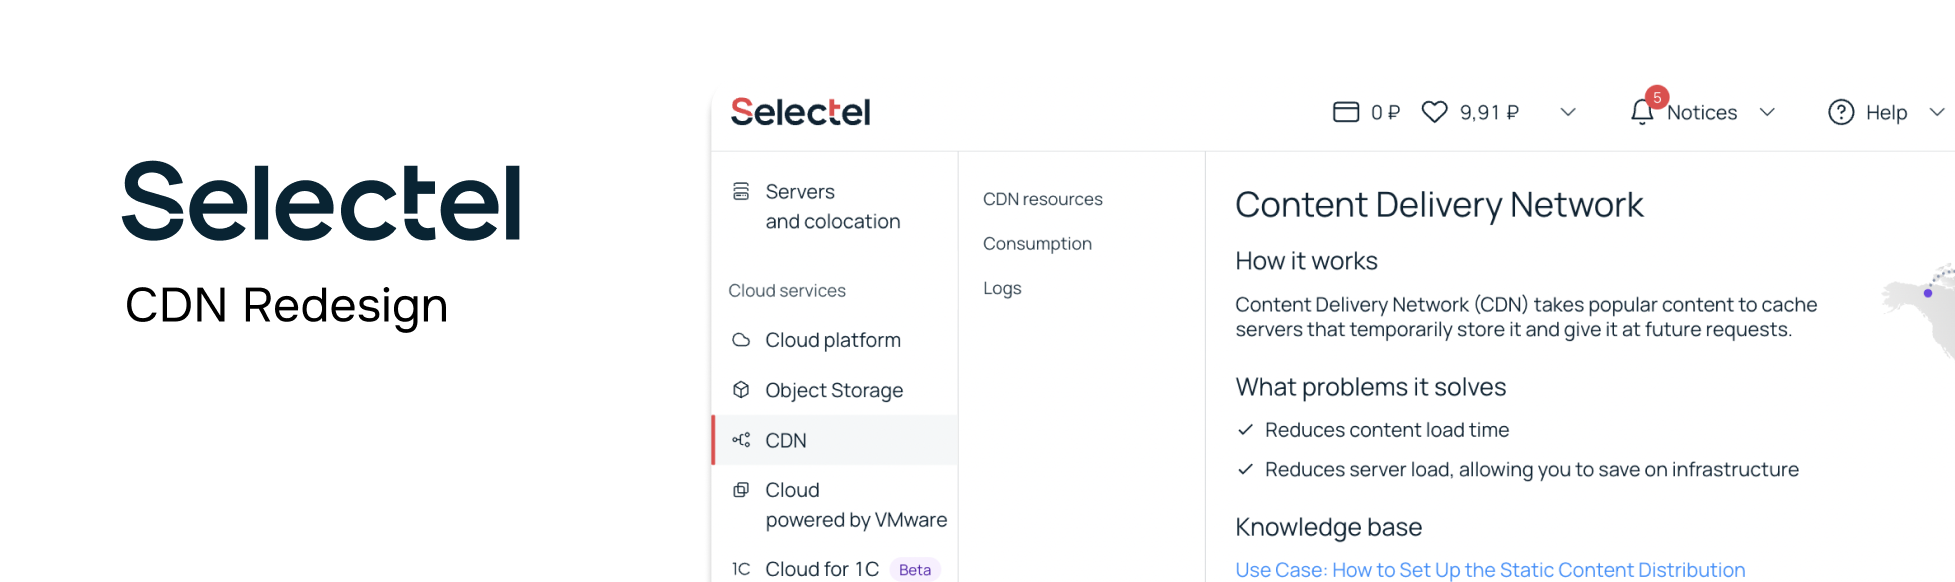 Selectel
CDN Redesign
Selectel
0 ₽
9,91 ₽
5
Notices
Help
Servers
and colocation
Cloud services
Cloud platform
Object Storage
CDN
Cloud
powered by VMware
1C
Cloud for 1C
Beta
CDN resources
Consumption
Logs
Content Delivery Network
How it works
Content Delivery Network (CDN) takes popular content to cache
servers that temporarily store it and give it at future requests.
What problems it solves
Reduces content load time
Reduces server load, allowing you to save on infrastructure
Knowledge base
Use Case: How to Set Up the Static Content Distribution